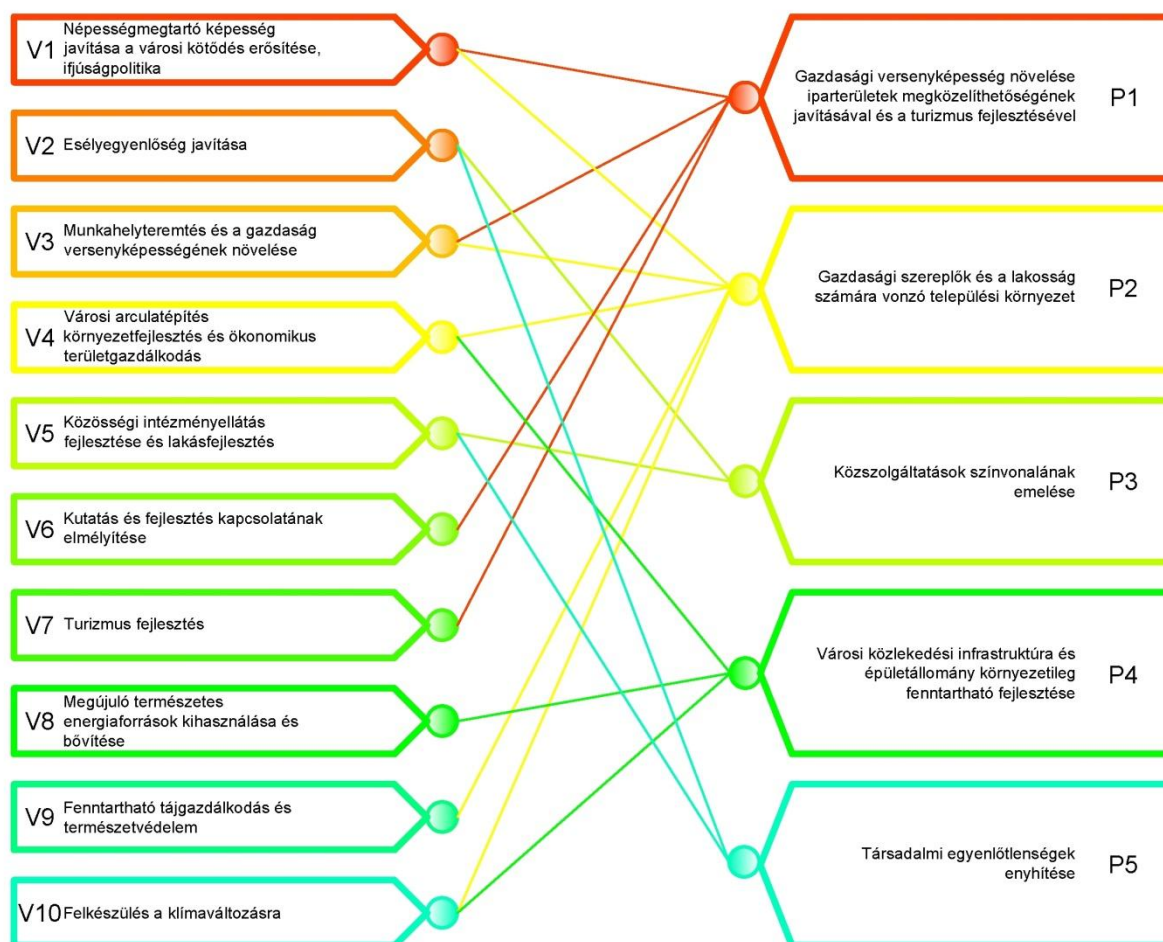 V1
Népességmegtartó képesség
javítása a városi kötődés erősítése,
ifjúságpolitika
V2
Esélyegyenlőség javítása
V3
Munkahelyteremtés és a gazdaság
versenyképességének növelése
V4
Városi arculatépítés
környezetfejlesztés és ökonomikus
területgazdálkodás
V5
Közösségi intézményellátás
fejlesztése és lakásfejlesztés
V6
Kutatás és fejlesztés kapcsolatának
elmélyítése
V7
Turizmus fejlesztés
V8
Megújuló természetes
energiaforrások kihasználása és
bővítése
V9
Fenntartható tájgazdálkodás és
természetvédelem
V10
Felkészülés a klímaváltozásra
Gazdasági versenyképesség növelése
iparterületek megközelíthetőségének
javításával és a turizmus fejlesztésével
P1
Gazdasági szereplők és a lakosság
számára vonzó települési környezet
P2
Közszolgáltatások színvonalának
emelése
P3
Városi közlekedési infrastruktúra és
épületállomány környezetileg
fenntartható fejlesztése
P4
Társadalmi egyenlőtlenségek
enyhítése
P5